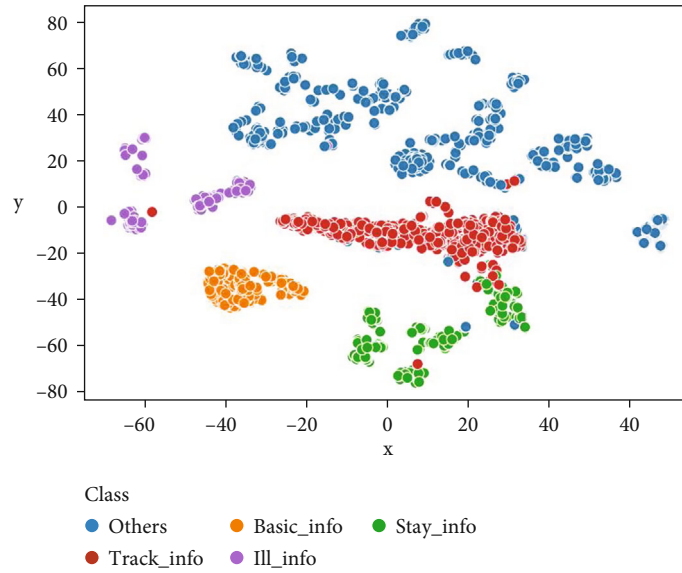 80
60
40
20
0
−20
−40
−60
−80
y
−60 −40 −20 0 20 40 40
x
Class
Others Basic_info Stay_info
Track_info Ill_info